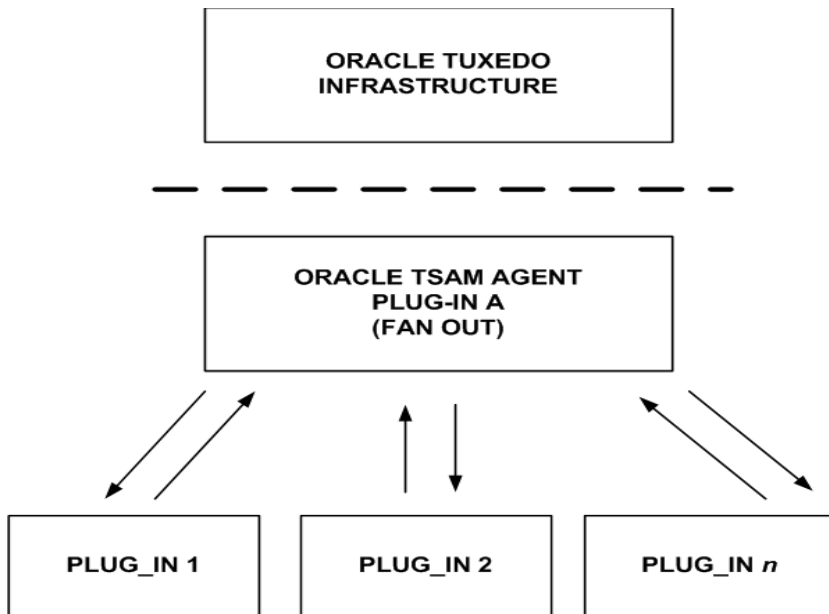 ORACLE TUXEDO
INFRASTRUCTURE
ORACLE TSAM AGENT
PLUG-IN A
(FAN OUT)
PLUG_IN 1
PLUG_IN 2
PLUG_IN n